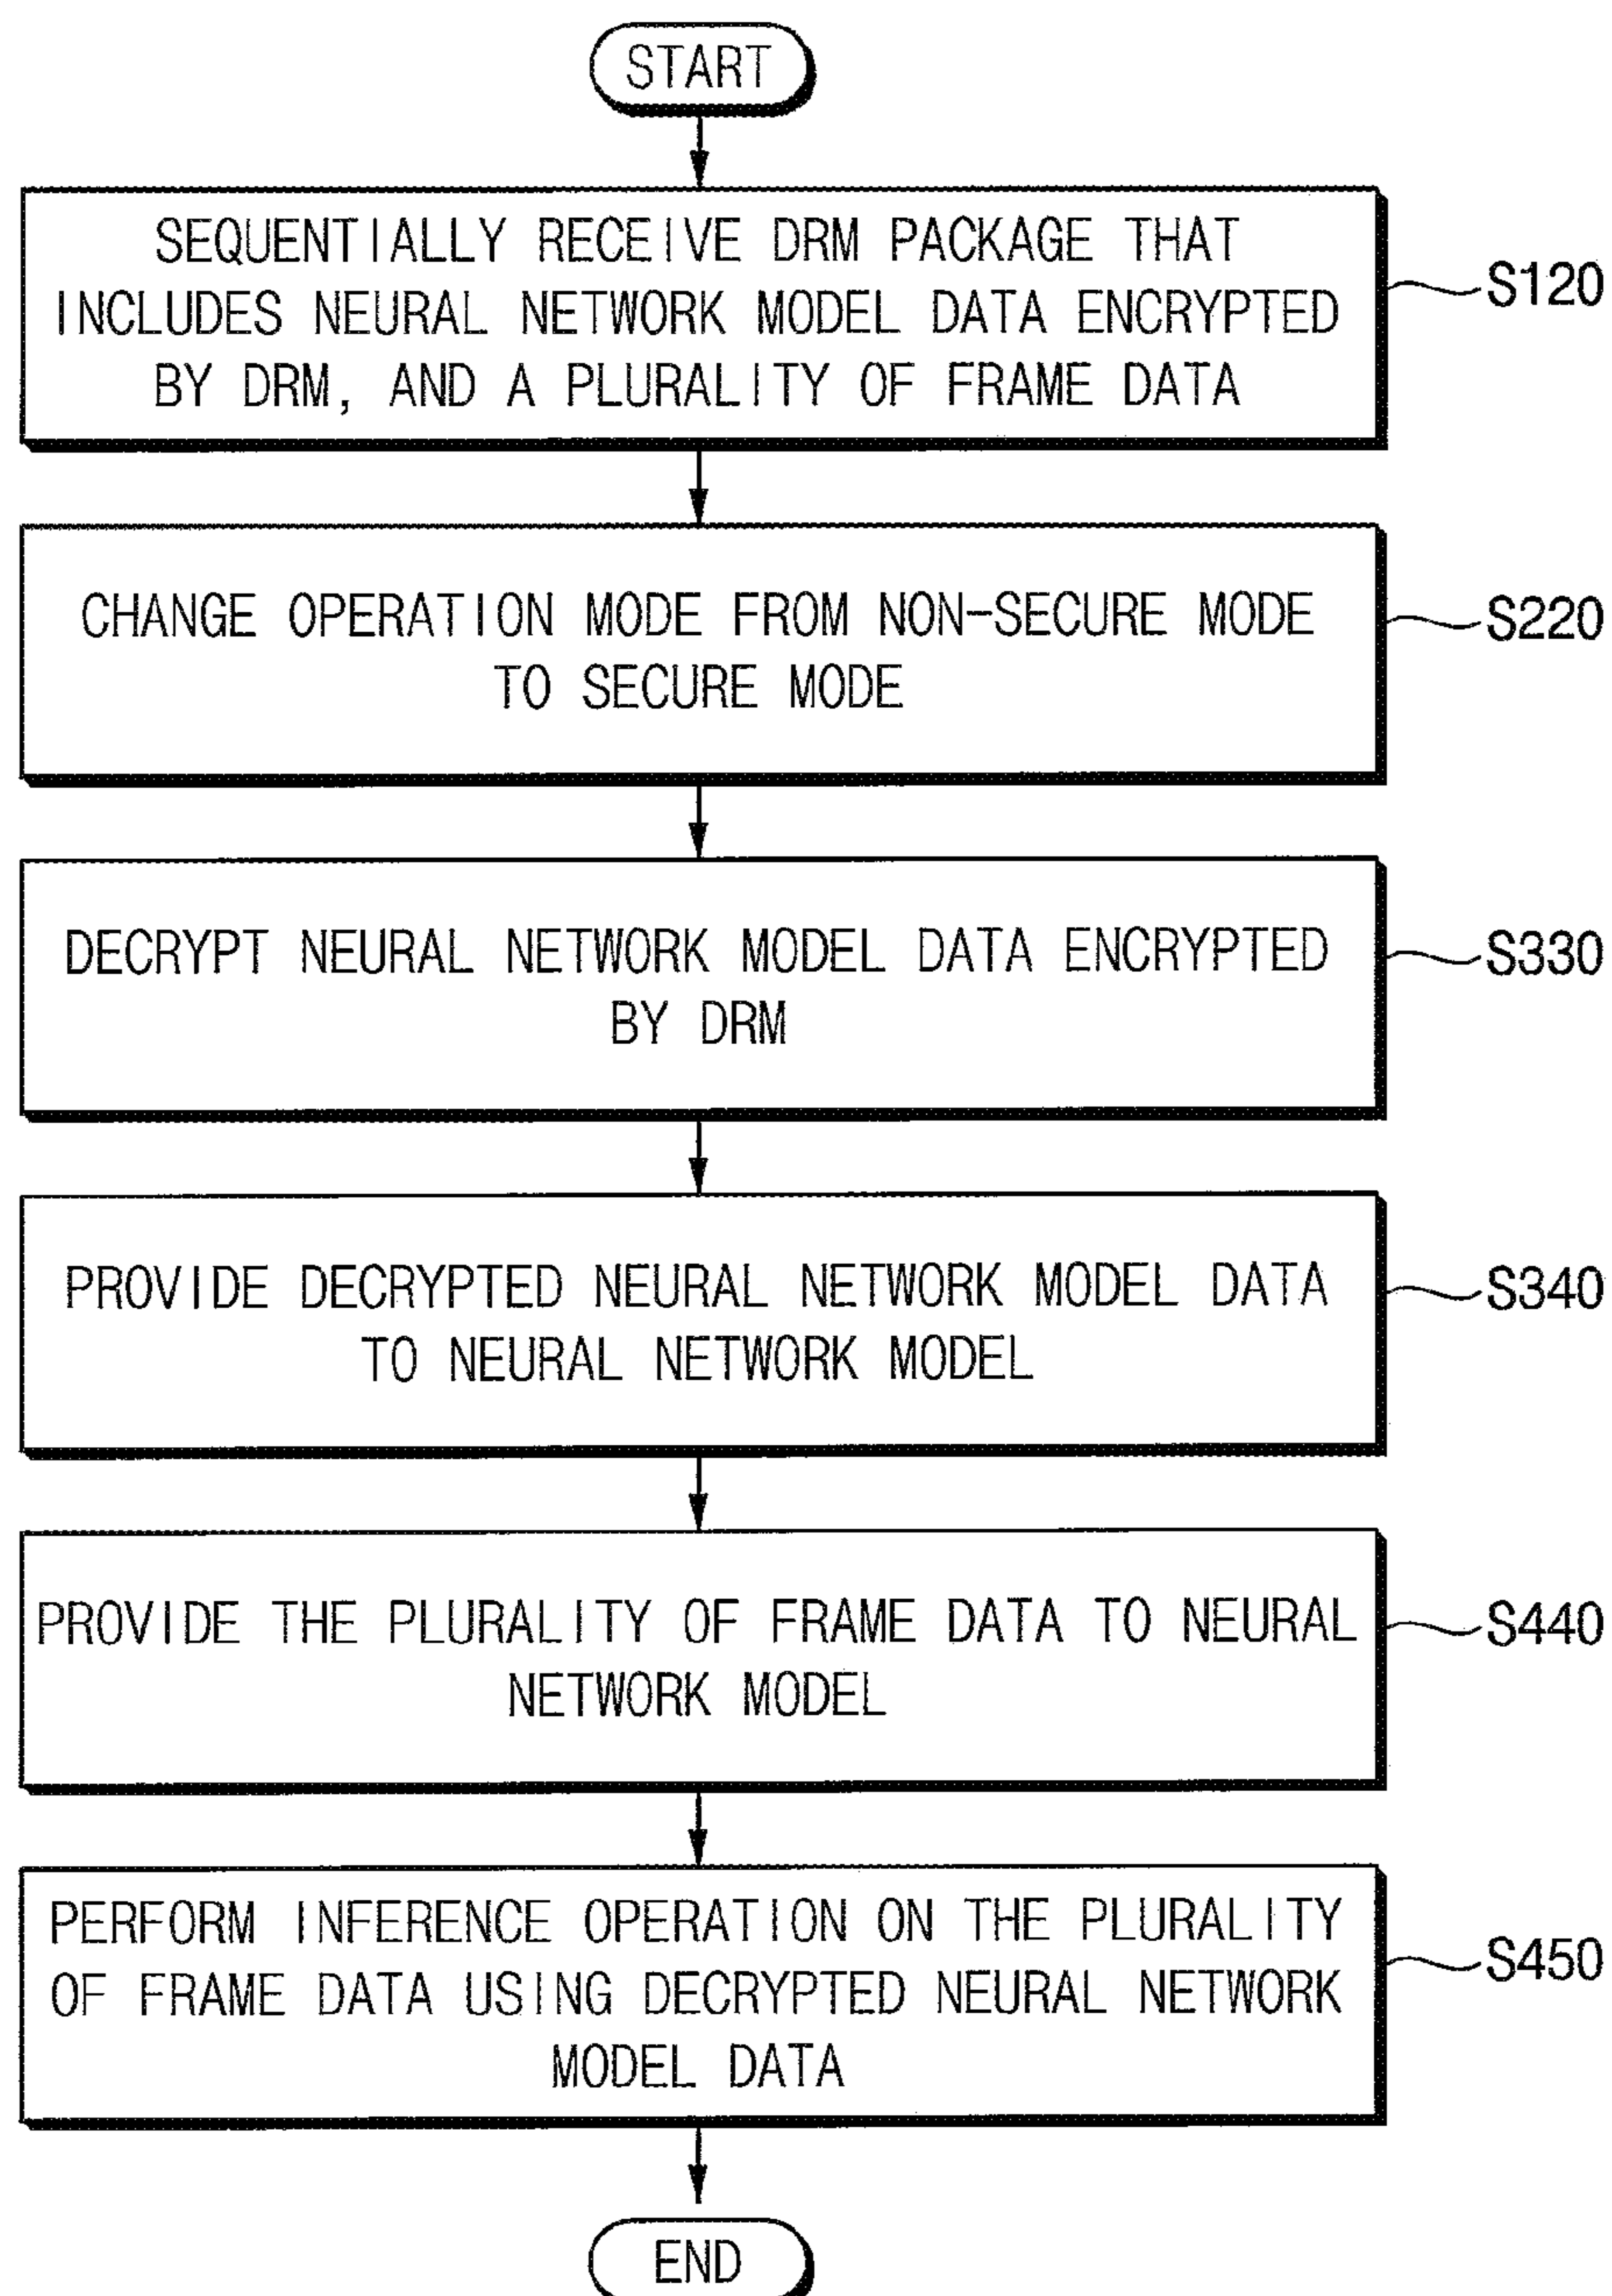 START
SEQUENTIALLY RECEIVE DRM PACKAGE THAT
INCLUDES NEURAL NETWORK MODEL DATA ENCRYPTED
BY DRM, AND A PLURALITY OF FRAME DATA
S120
CHANGE OPERATION MODE FROM NON-SECURE MODE
TO SECURE MODE
S220
DECRYPT NEURAL NETWORK MODEL DATA ENCRYPTED
BY DRM
S330
PROVIDE DECRYPTED NEURAL NETWORK MODEL DATA
TO NEURAL NETWORK MODEL
S340
PROVIDE THE PLURALITY OF FRAME DATA TO NEURAL
NETWORK MODEL
S440
PERFORM INFERENCE OPERATION ON THE PLURALITY
OF FRAME DATA USING DECRYPTED NEURAL NETWORK
MODEL DATA
S450
END